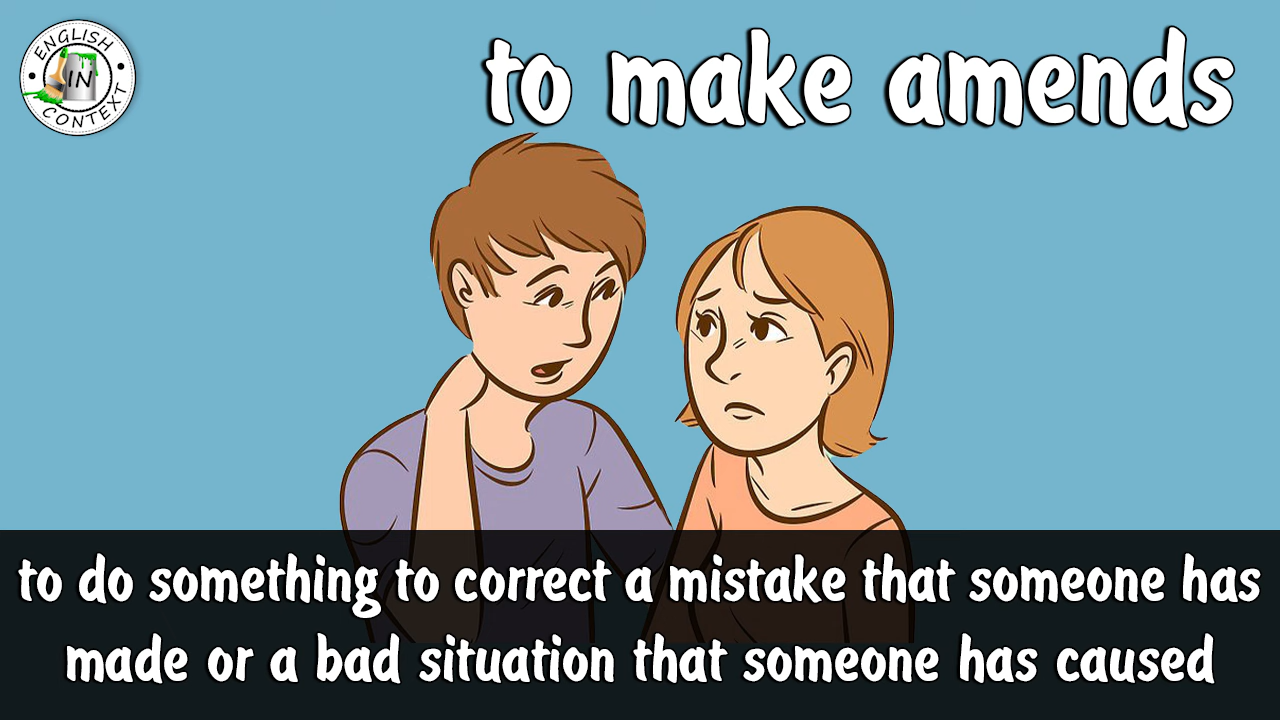 ENGLISH
IN
CONTEXT
to make amends
to do something to correct a mistake that someone has
made or a bad situation that someone has caused